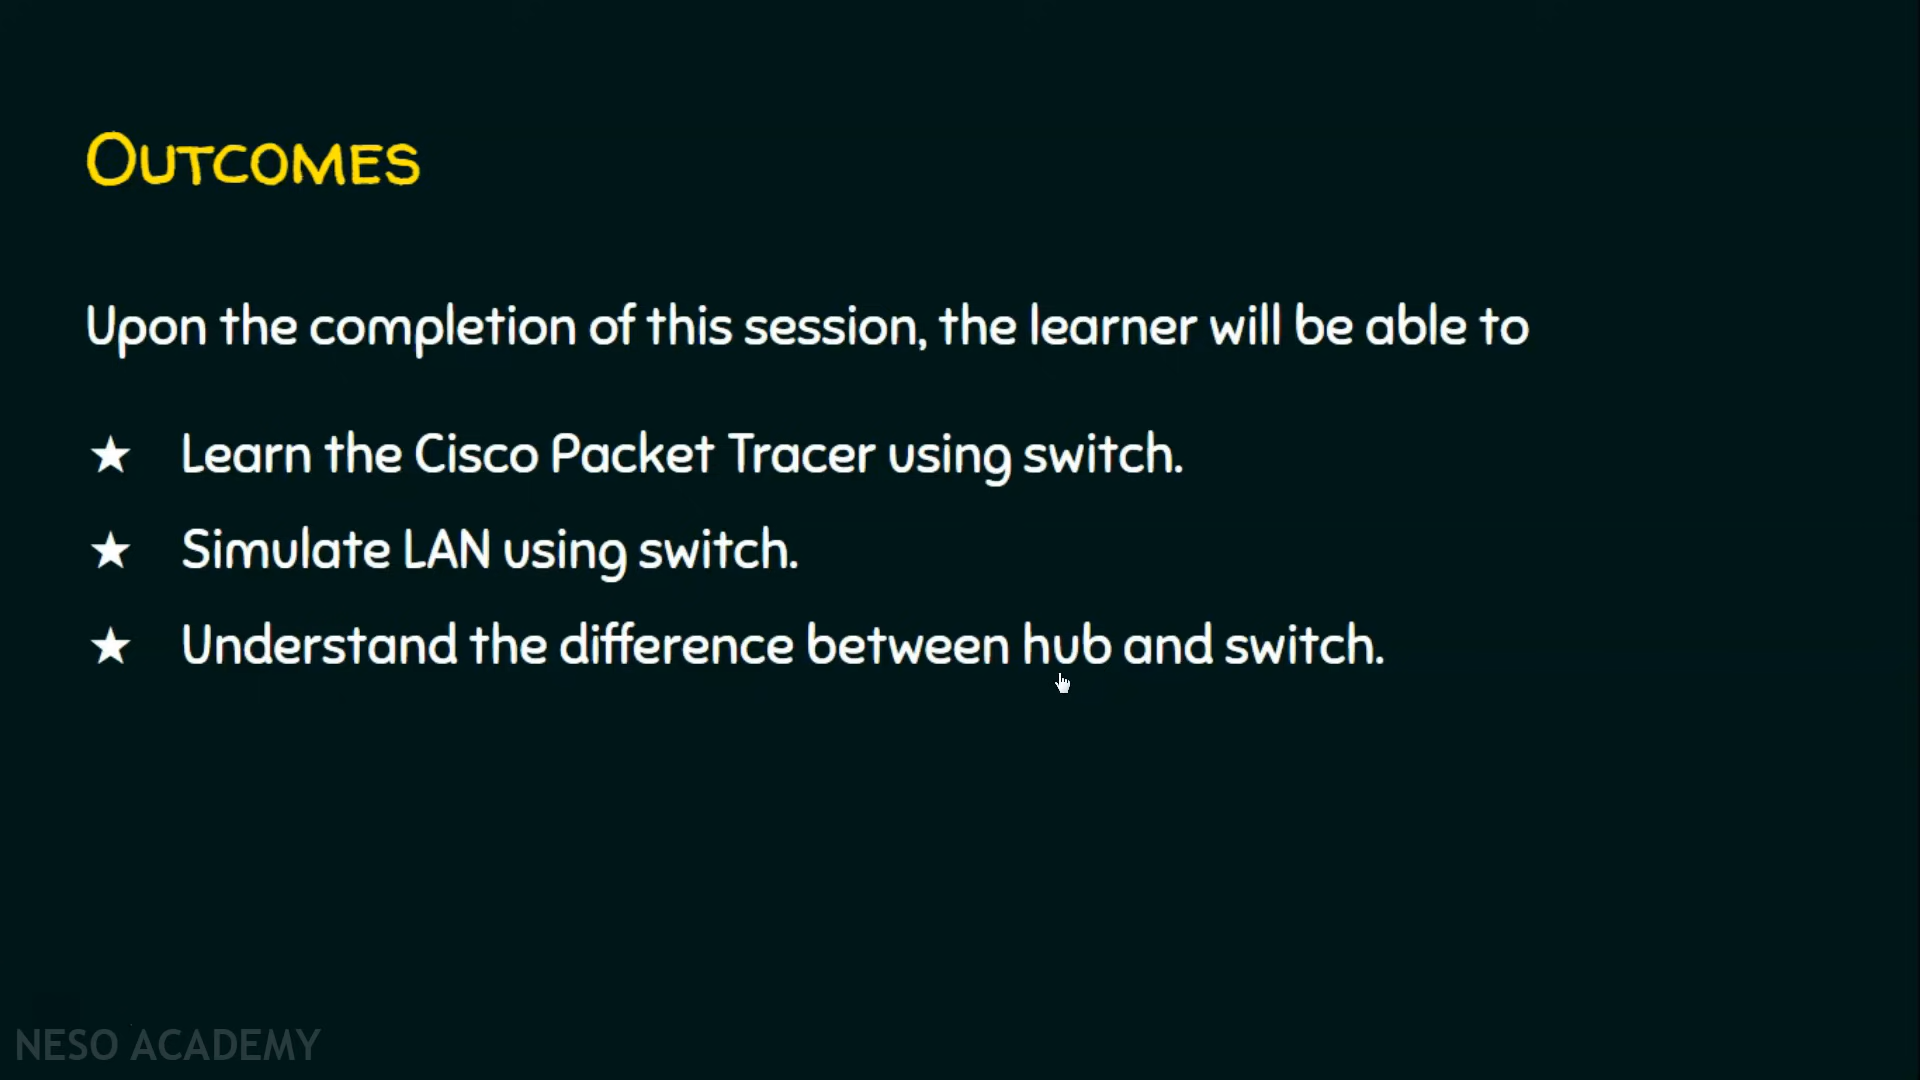 OUTCOMES
Upon the completion of this session, the learner will be able to
★ Learn the Cisco Packet Tracer using switch.
★ Simulate LAN using switch.
★ Understand the difference between hub and switch.
NESO ACADEMY